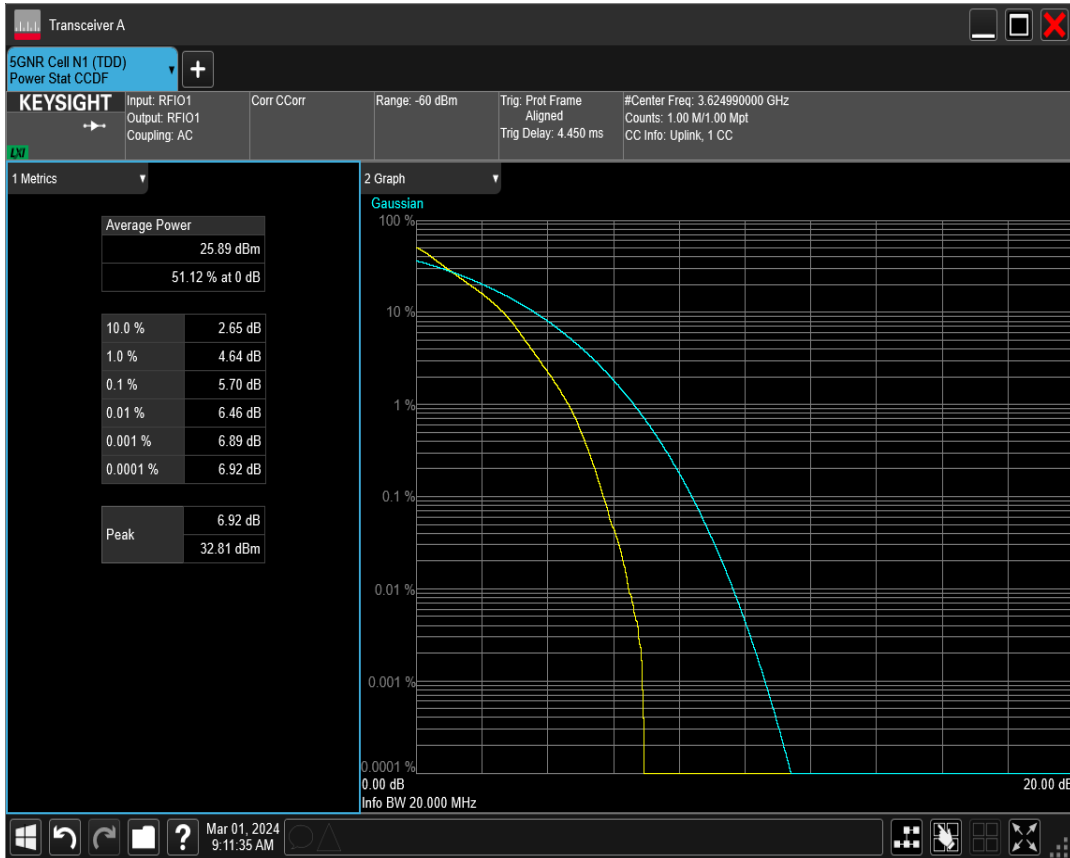 Transceiver A
5GNR Cell N1 (TDD)
Power Stat CCDF
KEYSIGHT
LXI
Input: RFIO1
Output: RFIO1
Coupling: AC
Corr CCorr
Range: -60 dBm
Trig: Prot Frame
Aligned
Trig Delay: 4.450 ms
#Center Freq: 3.624990000 GHz
Counts: 1.00 M/1.00 Mpt
CC Info: Uplink, 1 CC
1 Metrics
Average Power
25.89 dBm
51.12 % at 0 dB
10.0 % 2.65 dB
1.0 % 4.64 dB
0.1 % 5.70 dB
0.01 % 6.46 dB
0.001 % 6.89 dB
0.0001 % 6.92 dB
Peak
6.92 dB
32.81 dBm
2 Graph
Gaussian
100 %
10 %
1 %
0.1 %
0.01 %
0.001 %
0.0001 %
0.00 dB 20.00 dB
Info BW 20.000 MHz
Mar 01, 2024
9:11:35 AM